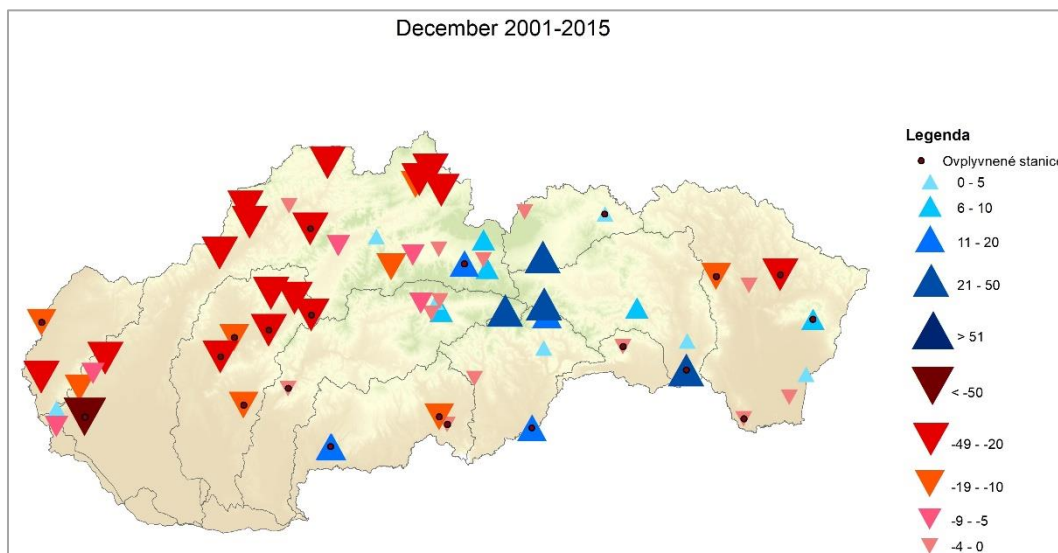 December 2001-2015
Legenda
Ovplyvnené stanice
0 - 5
6 - 10
11 - 20
21 - 50
> 51
< -50
-49 - -20
-19 - -10
-9 - -5
-4 - 0